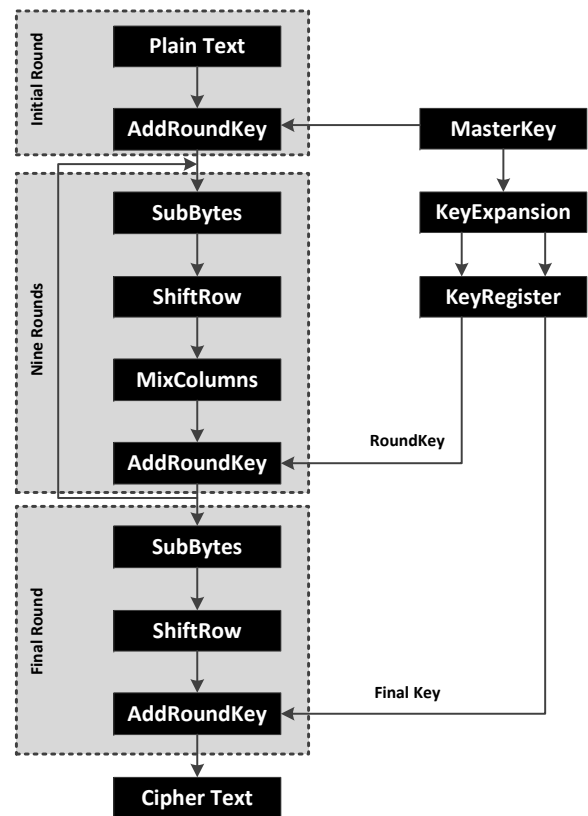 Initial Round
Plain Text
AddRoundKey
MasterKey
KeyExpansion
KeyRegister
Nine Rounds
SubBytes
ShiftRow
MixColumns
AddRoundKey
RoundKey
Final Round
SubBytes
ShiftRow
AddRoundKey
Final Key
Cipher Text